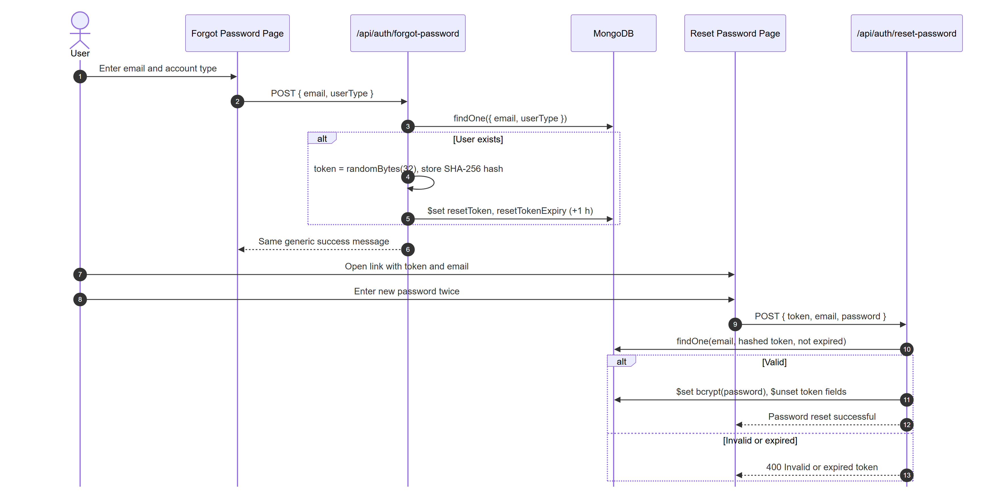 User
Forgot Password Page
/api/auth/forgot-password
MongoDB
Reset Password Page
/api/auth/reset-password
Enter email and account type
1
POST { email, userType }
2
findOne({ email, userType })
3
alt
[User exists]
token = randomBytes(32), store SHA-256 hash
4
$set resetToken, resetTokenExpiry (+1 h)
5
Same generic success message
6
Open link with token and email
7
Enter new password twice
8
POST { token, email, password }
9
findOne(email, hashed token, not expired)
10
alt
[Valid]
$set bcrypt(password), $unset token fields
11
Password reset successful
12
[Invalid or expired]
400 Invalid or expired token
13